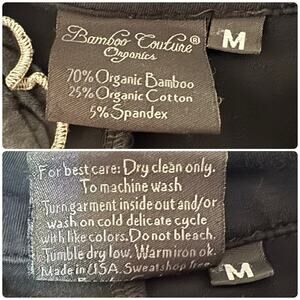 Bamboo Couture®
Organics
M
70% Organic Bamboo
25% Organic Cotton
5% Spandex
For best care: Dry clean only.
To machine wash
Turn garment inside out and/or
wash on cold delicate cycle
with like colors. Do not bleach.
Tumble dry low. Warm iron ok.
Made in U.S.A. Sweatshop free
M